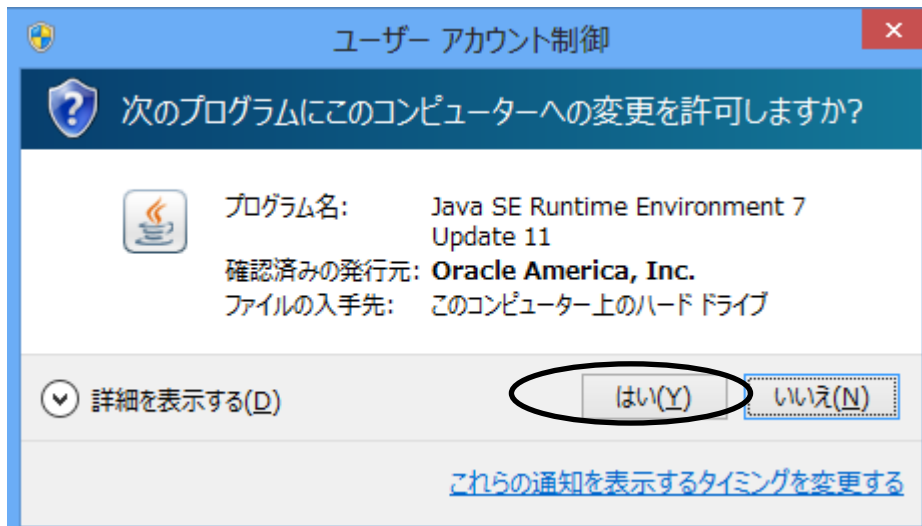 ユーザー アカウント制御
次のプログラムにこのコンピューターへの変更を許可しますか?
プログラム名: Java SE Runtime Environment 7
Update 11
確認済みの発行元: Oracle America, Inc.
ファイルの入手先: このコンピューター上のハード ドライブ
詳細を表示する(D) はい(Y) いいえ(N)
これらの通知を表示するタイミングを変更する